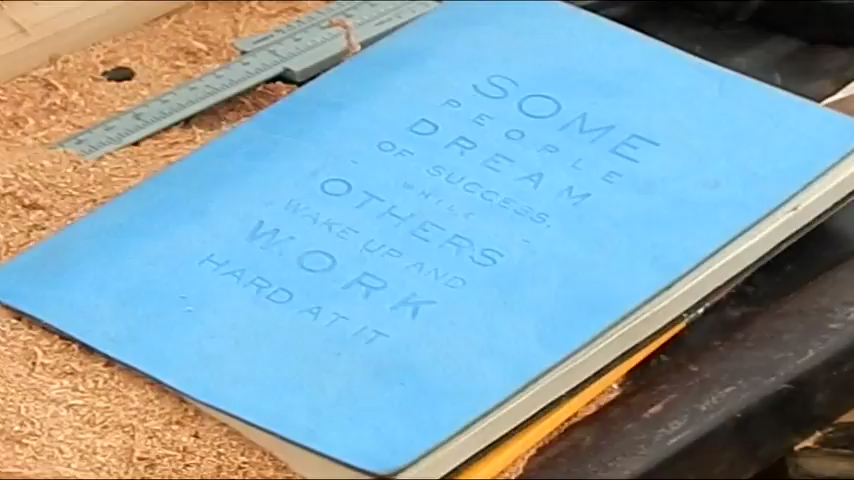 SOME
PEOPLE
DREAM
OF SUCCESS,
WHILE
OTHERS
WAKE UP AND
WORK
HARD AT IT